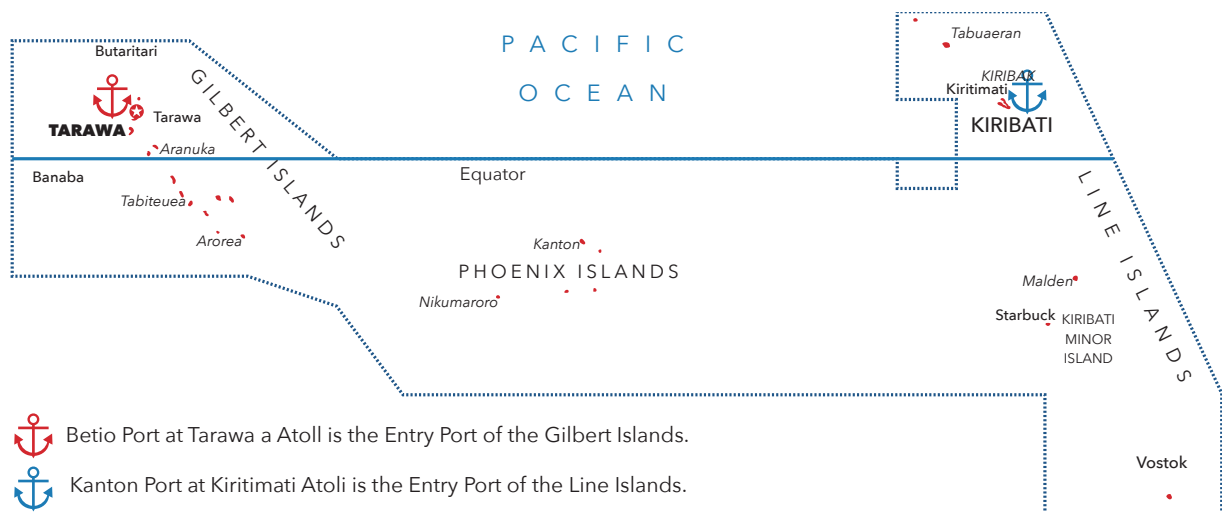 PACIFIC
OCEAN
Butaritari
GILBERT ISLANDS
TARAWA
Tarawa
Aranuka
Banaba
Tabiteuea
Arorea
Equator
Kanton
PHOENIX ISLANDS
Nikumaroro
Tabuaeran
KIRIBAK
Kiritimati
KIRIBATI
LINE ISLANDS
Malden
Starbuck
KIRIBATI
MINOR
ISLAND
Vostok
Betio Port at Tarawa a Atoll is the Entry Port of the Gilbert Islands.
Kanton Port at Kiritimati Atoli is the Entry Port of the Line Islands.